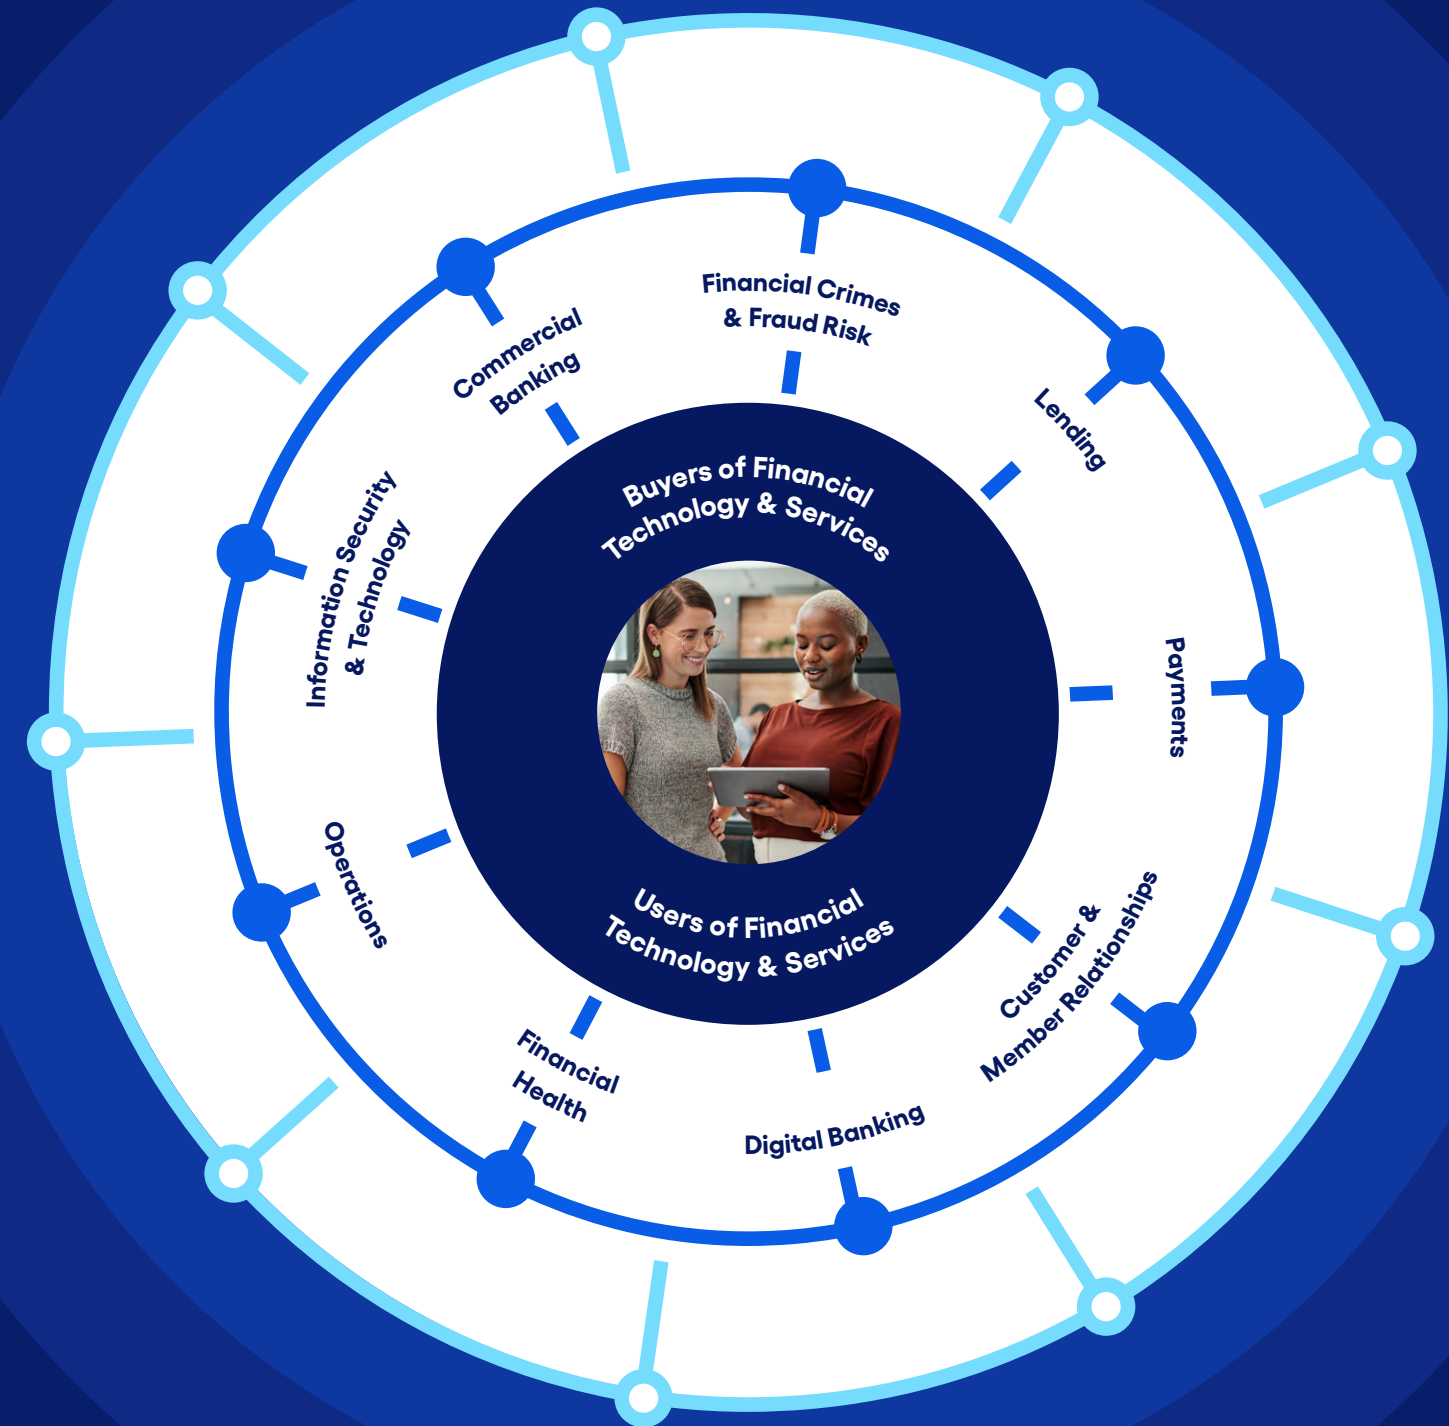 Financial Crimes
& Fraud Risk
Lending
Payments
Customer &
Member Relationships
Digital Banking
Financial
Health
Operations
Information Security
& Technology
Commercial
Banking
Buyers of Financial
Technology & Services
Users of Financial
Technology & Services